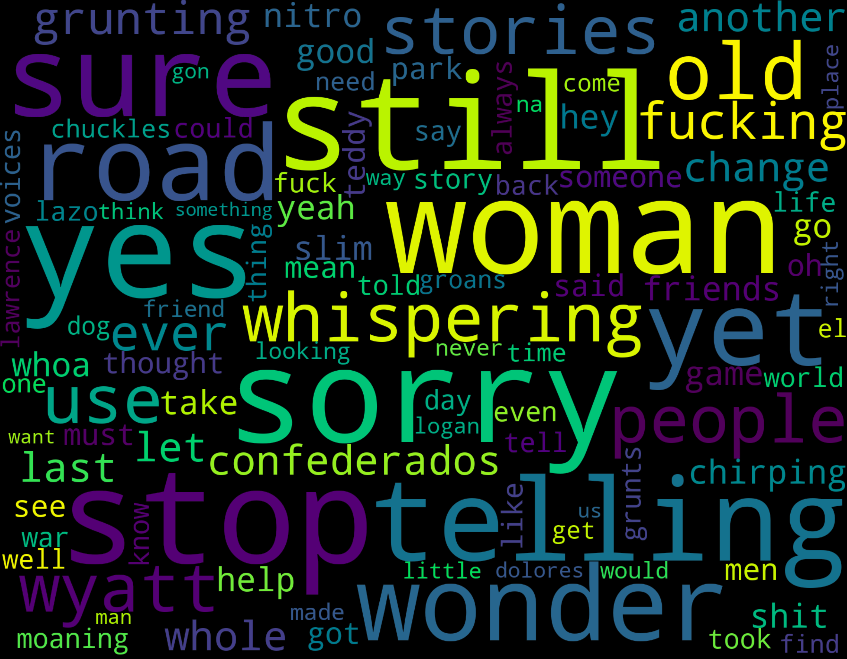 grunting
nitro
stories
another
sure
gon
good
need
park
come
old
place
still
fucking
chuckles
could
say
always
na
hey
voices
road
teddy
fuck
way
story
back
someone
change
lazo
think
something
yeah
woman
life
yes
thing
slim
go
lawrence
mean
told
groans
said
friends
oh
right
friend
whispering
yet
el
dog
ever
looking
never
time
whoa
thought
sorry
game
world
one
use
take
day
even
people
logan
want
must
let
tell
last
confederados
chirping
see
stop
telling
know
like
us
get
grunts
war
well
wyatt
help
little
dolores
would
men
man
made
wonder
shit
moaning
whole
got
took
find